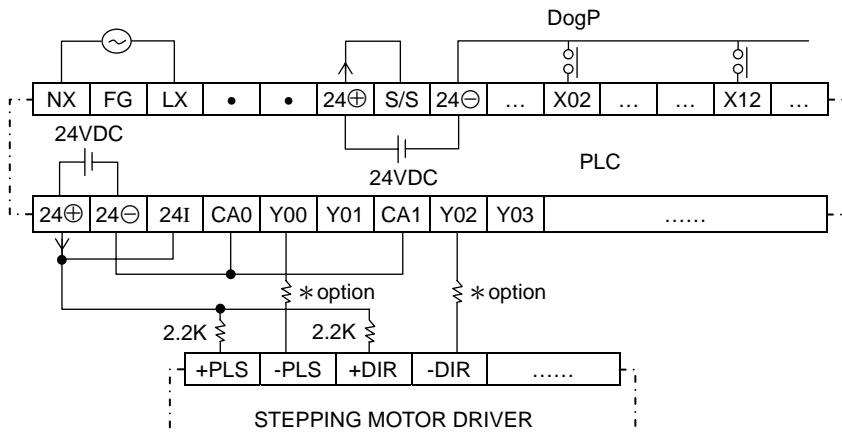 DogP
NX FG LX • • 24⊕ S/S 24⊖ ... X02 ... ... X12 ...
24VDC
24VDC
PLC
24⊕ 24⊖ 24I CA0 Y00 Y01 CA1 Y02 Y03 ......
*option *option
2.2K 2.2K
+PLS -PLS +DIR -DIR ......
STEPPING MOTOR DRIVER